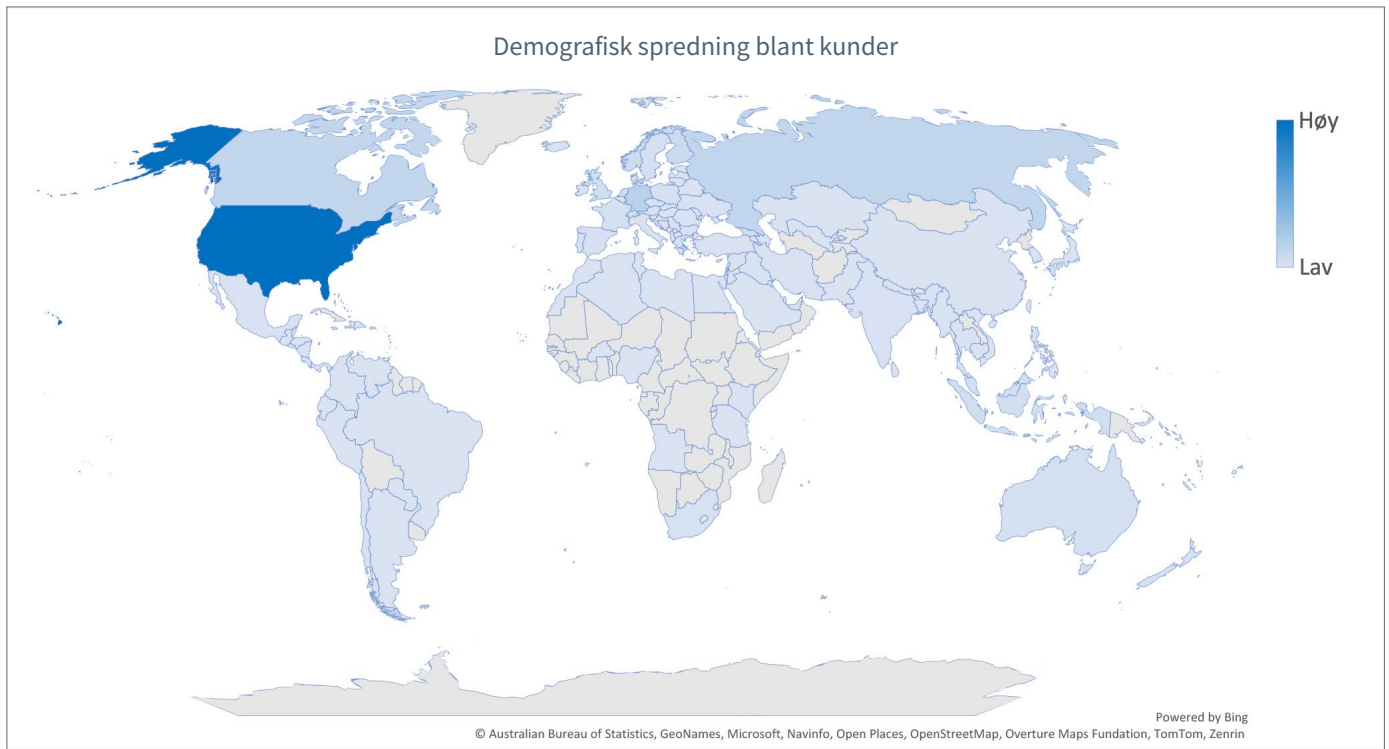 Demografisk spredning blant kunder
Høy
Lav
Powered by Bing
© Australian Bureau of Statistics, GeoNames, Microsoft, Navinfo, Open Places, OpenStreetMap, Overture Maps Fundation, TomTom, Zenrin